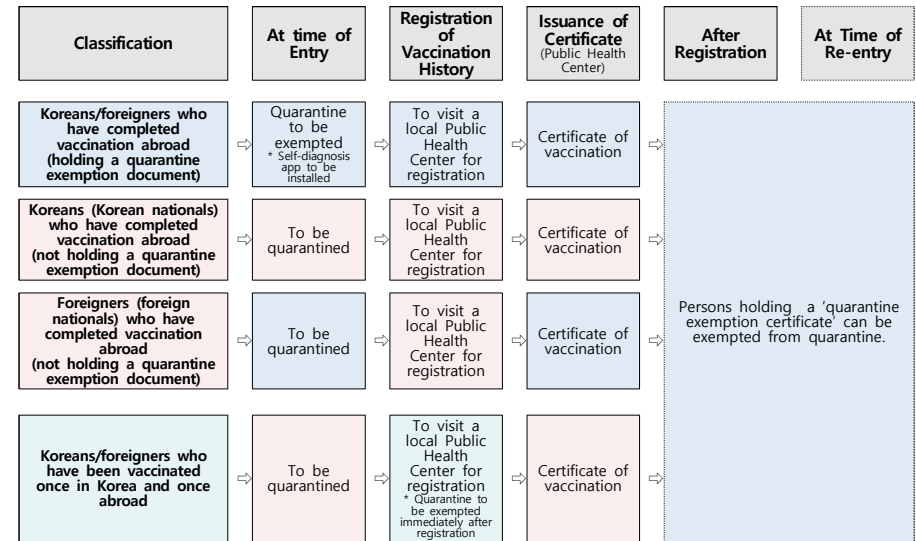 Classification
At time of
Entry
Registration
of
Vaccination
History
Issuance of
Certificate
(Public Health
Center)
After
Registration
At Time of
Re-entry
Koreans/foreigners who
have completed
vaccination abroad
(holding a quarantine
exemption document)
Quarantine
to be
exempted
* Self-diagnosis
app to be
installed
To visit a
local Public
Health
Center for
registration
Certificate of
vaccination
Koreans (Korean nationals)
who have completed
vaccination abroad
(not holding a quarantine
exemption document)
To be
quarantined
To visit a
local Public
Health
Center for
registration
Certificate of
vaccination
Foreigners (foreign
nationals) who have
completed vaccination
abroad
(not holding a quarantine
exemption document)
To be
quarantined
To visit a
local Public
Health
Center for
registration
Certificate of
vaccination
Persons holding a 'quarantine
exemption certificate' can be
exempted from quarantine.
Koreans/foreigners who
have been vaccinated
once in Korea and once
abroad
To be
quarantined
To visit a
local Public
Health
Center for
registration
* Quarantine to
be exempted
immediately after
registration
Certificate of
vaccination